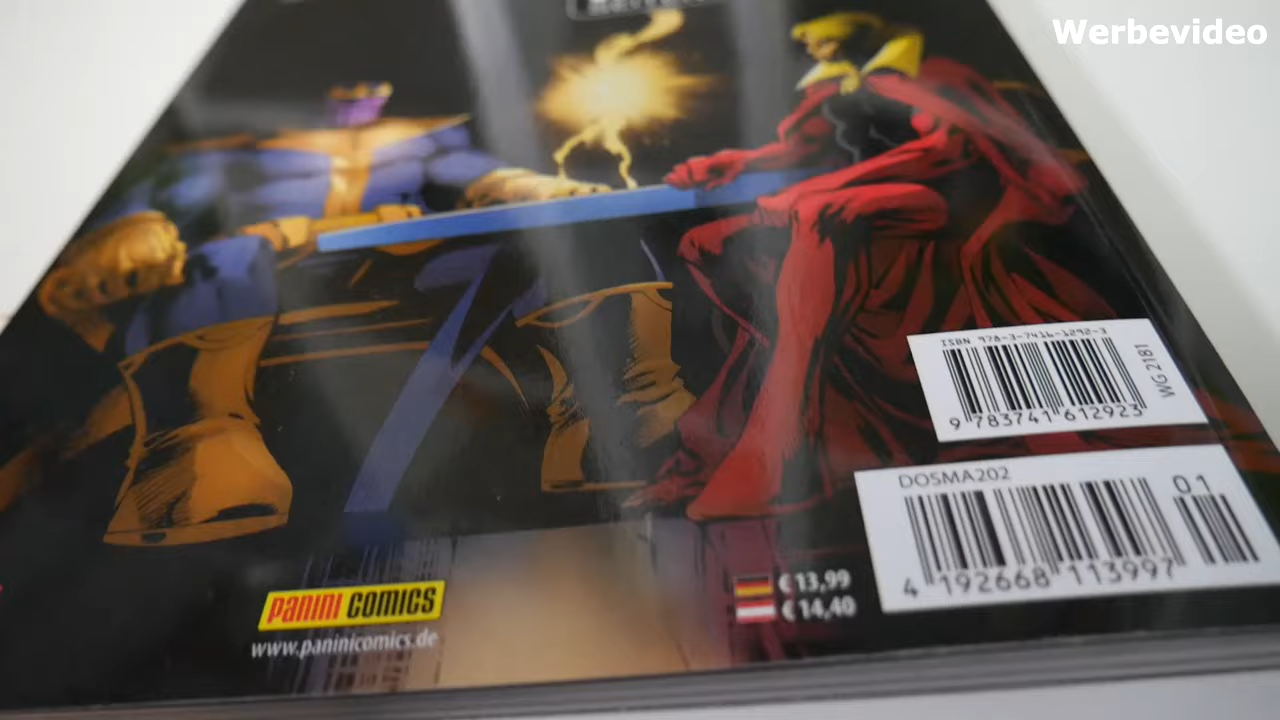 Werbevideo
ISBN 978-3-7416-1292-3
WG 2181
9 783741 612923
DOSMA202
01
4 192668 113997
PANINI COMICS
www.paninicomics.de
€ 13,99
€ 14,40